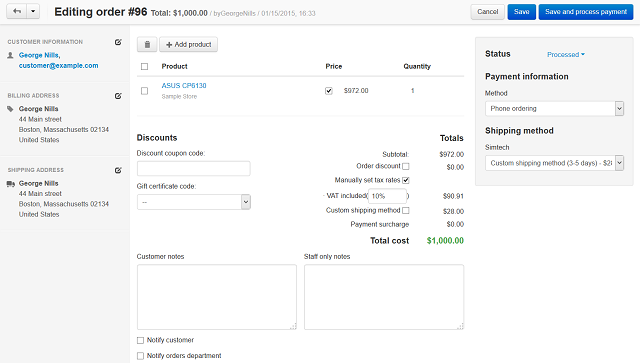 Editing order #96 Total: $1,000.00 / byGeorgeNills / 01/15/2015, 16:33
Cancel Save Save and process payment
CUSTOMER INFORMATION
George Nills,
customer@example.com
BILLING ADDRESS
George Nills
44 Main street
Boston, Massachusetts 02134
United States
SHIPPING ADDRESS
George Nills
44 Main street
Boston, Massachusetts 02134
United States
+ Add product
Product Price Quantity
ASUS CP6130 $972.00 1
Sample Store
Discounts
Discount coupon code:
Gift certificate code:
--
Totals
Subtotal: $972.00
Order discount $0.00
Manually set tax rates
VAT included( 10% ) $90.91
Custom shipping method $28.00
Payment surcharge $0.00
Total cost $1,000.00
Customer notes
Staff only notes
Notify customer
Notify orders department
Status Processed
Payment information
Method
Phone ordering
Shipping method
Simtech
Custom shipping method (3-5 days) - $28